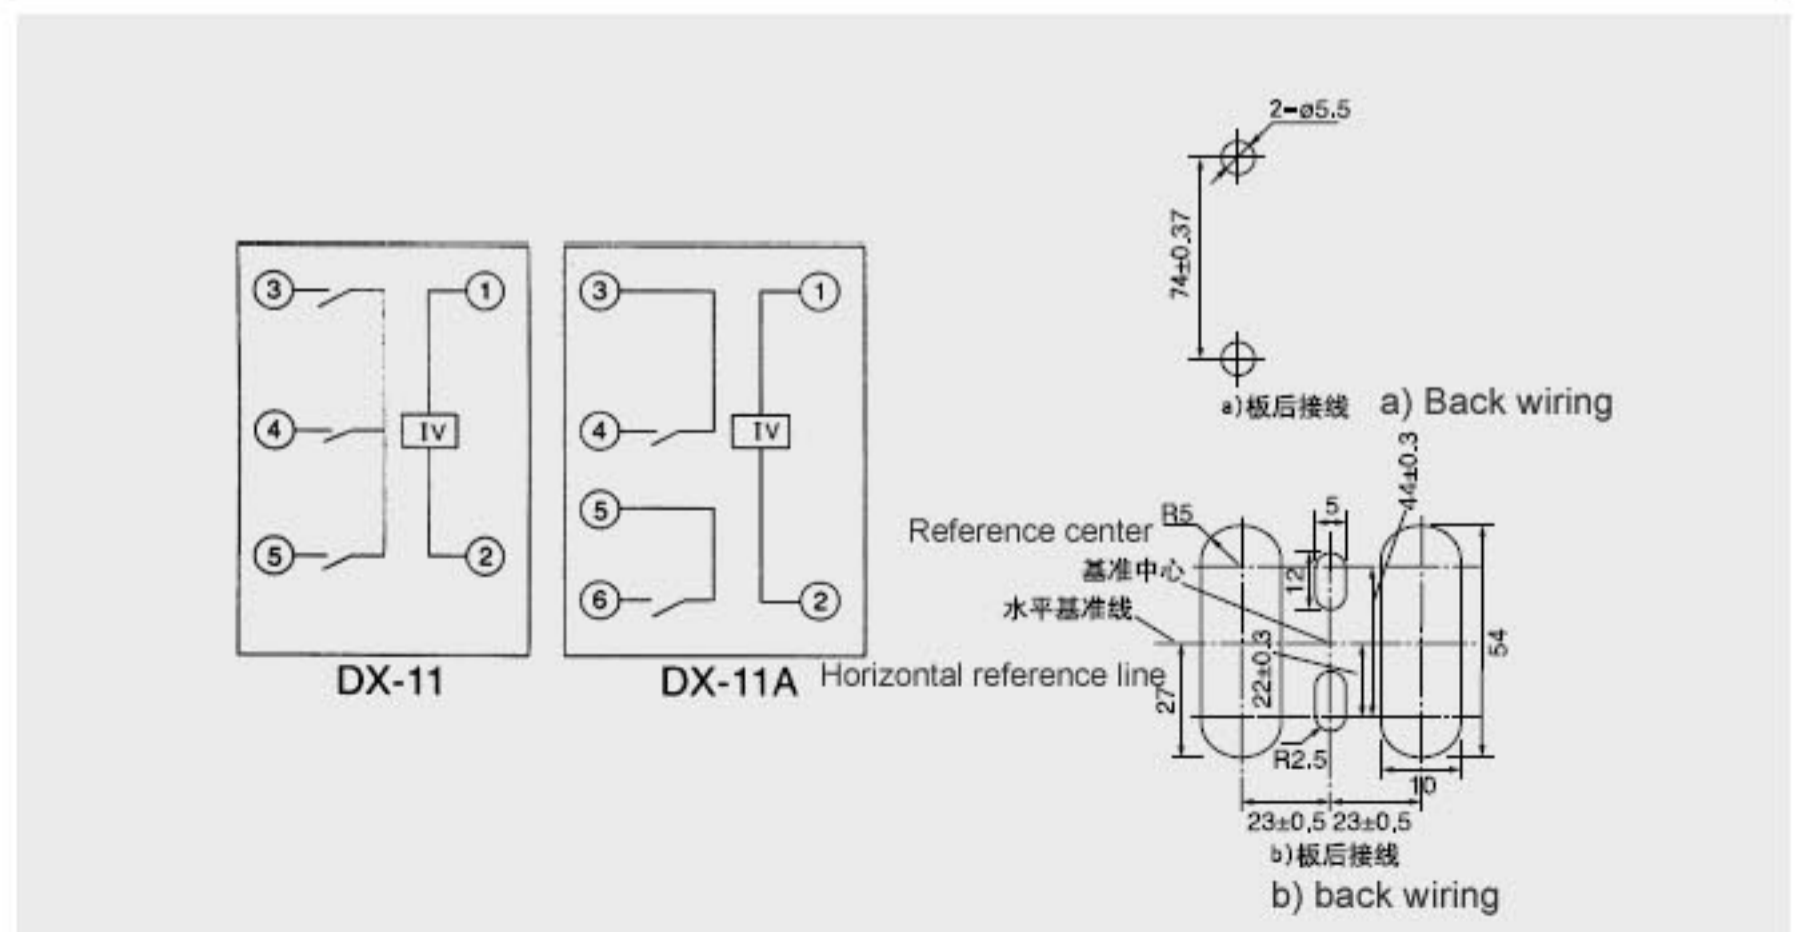 3
1
4
IV
5
2
DX-11
3
1
4
IV
5
6
2
DX-11A
2-ø5.5
74±0.37
a)板后接线
a) Back wiring
Reference center
R5
5
44±0.3
基准中心
12
水平基准线
22±0.3
54
Horizontal reference line
27
R2.5
10
23±0.5 23±0.5
b)板后接线
b) back wiring